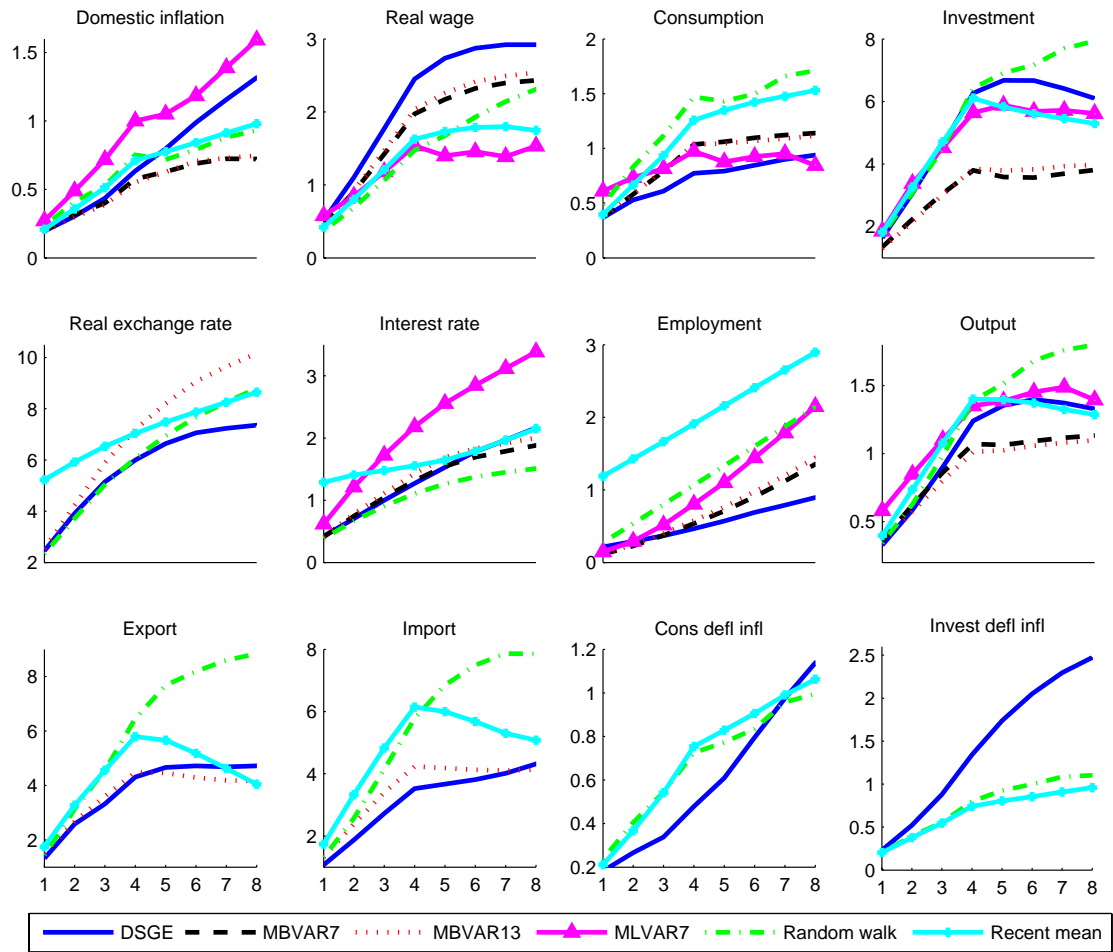 Domestic inflation Real wage Consumption Investment
1.5 3 2 8
1 2 1.5 6
0.5 1 1 4
0 0 0.5 2
0
Real exchange rate Interest rate Employment Output
10 3 3 1.5
8 2 2 1
6 1 1 0.5
4 0 0
2
Export Import Cons defl infl Invest defl infl
8 8 1.2 2.5
6 6 1 2
4 4 0.8 1.5
2 2 0.6 1
0.4 0.5
0.2 0
1 2 3 4 5 6 7 8 1 2 3 4 5 6 7 8 1 2 3 4 5 6 7 8 1 2 3 4 5 6 7 8
DSGE MBVAR7 MBVAR13 MLVAR7 Random walk Recent mean